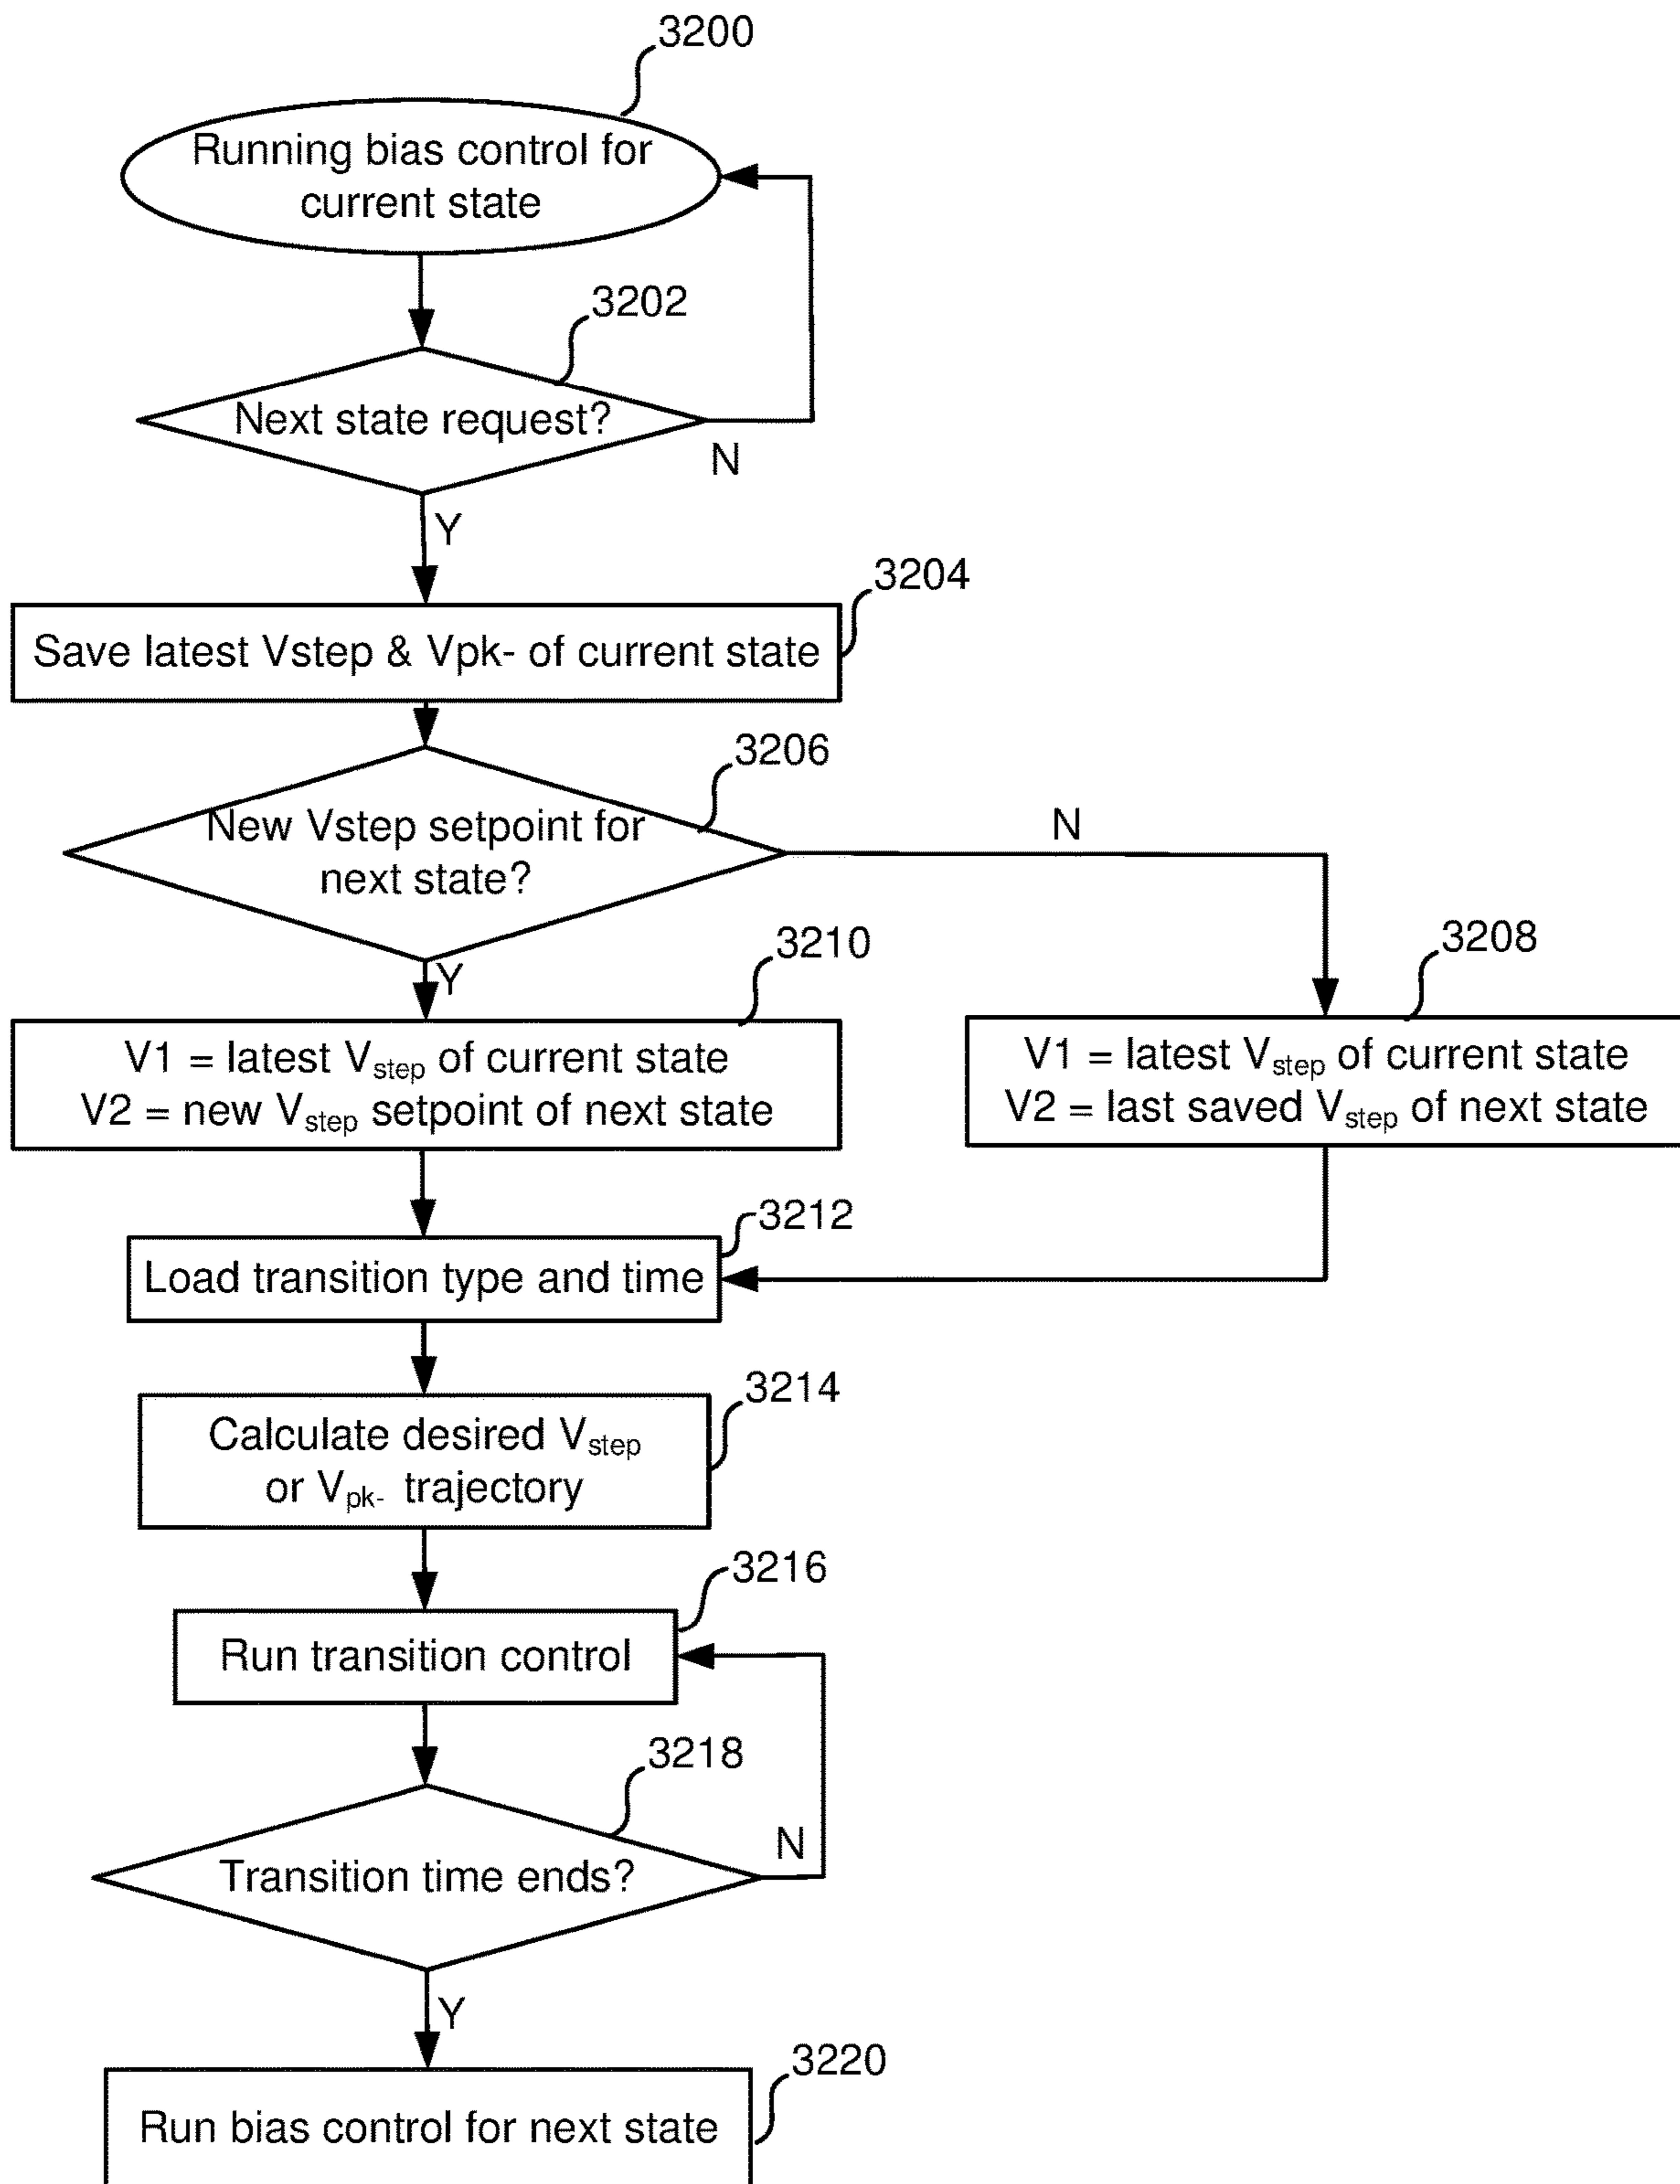 3200
Running bias control for
current state
3202
Next state request?
N
Y
3204
Save latest Vstep & Vpk- of current state
3206
New Vstep setpoint for
next state?
N
Y
3210
V1 = latest Vstep of current state
V2 = new Vstep setpoint of next state
3208
V1 = latest Vstep of current state
V2 = last saved Vstep of next state
3212
Load transition type and time
3214
Calculate desired Vstep
or Vpk- trajectory
3216
Run transition control
3218
Transition time ends?
N
Y
3220
Run bias control for next state